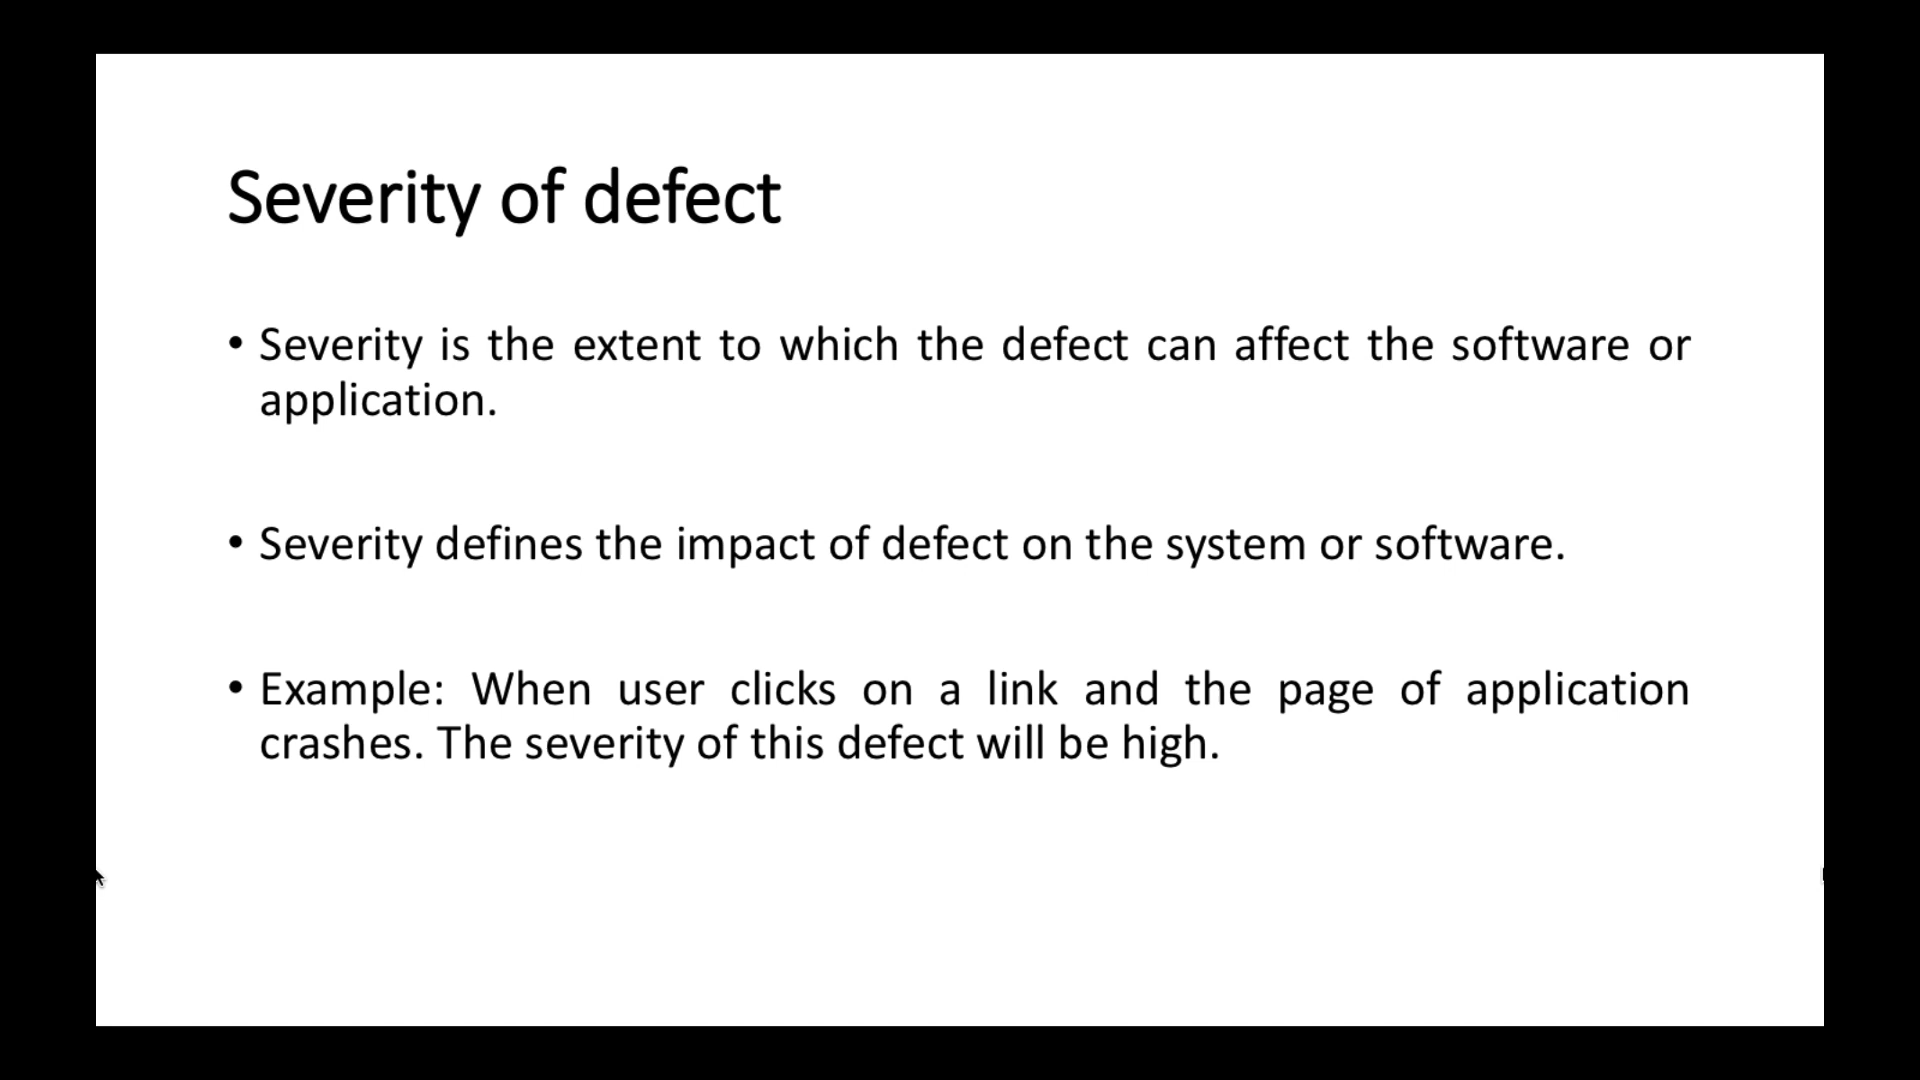 Severity of defect
• Severity is the extent to which the defect can affect the software or
application.
• Severity defines the impact of defect on the system or software.
• Example: When user clicks on a link and the page of application
crashes. The severity of this defect will be high.